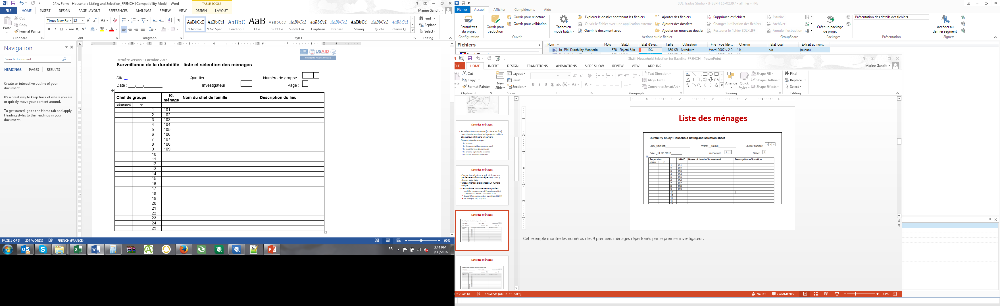 2f.iv. Form - Household Listing and Selection_FRENCH [Compatibility Mode] - Word
TABLE TOOLS
FILE HOME INSERT DESIGN PAGE LAYOUT REFERENCES MAILINGS REVIEW VIEW DESIGN LAYOUT
Marine Gandit
Paste Cut
Copy
Format Painter
Times New Ro 12
AaBbCcI AaBbCcI AaBbC AaB AaBbCcD AaBbCcI AaBbCcI AaBbCcI AaBbCcI AaBbCcI AaBbCcI
¶ Normal ¶ No Spac... Heading 1 Title Subtitle Subtle Em... Emphasis Intense E... Strong Quote Intense Q...
Find
Replace
Select
Clipboard Font Paragraph Styles Editing
Navigation
Search document
HEADINGS PAGES RESULTS
Create an interactive outline of your
document.
It's a great way to keep track of where you are
or quickly move your content around.
To get started, go to the Home tab and apply
Heading styles to the headings in your
document.
CDC USAID
President's Malaria Initiative
Dernière version : 1 octobre 2015
Surveillance de la durabilité : liste et sélection des ménages
Site : Quartier : Numéro de grappe :
Date : ___/___/______ Investigateur : Page :
Chef de groupe Id. ménage Nom du chef de famille Description du lieu
Sélectionné N°
1 101
2 102
3 103
4 104
5 105
6 106
7 107
8 108
9 109
10
11
12
13
14
15
16
17
18
19
20
21
22
23
24
25
PAGE 1 OF 3 207 WORDS FRENCH (FRANCE) 90%
FR 3:44 PM
3/30/2016
SDL Trados Studio - JHBSPH 16-02397 - all files - FRE
Fichier Accueil Afficher Compléments Aide
Paramètres du projet
Ouvrir pour traduction
Ouvrir pour relecture
Ouvrir pour validation
Tâches en mode batch
Explorer le dossier contenant les fichiers
Ouvrir le fichier avec une application externe
Ouvrir le document avec
Ajouter des fichiers
Ajouter des dossiers
Ajouter un nouveau dossier
Supprimer les fichiers
Changer l'utilisation des fichiers
Restaurer le fichier SDLXLIFF
Extraire
Archiver
Annuler l'extraction
Créer un package de projet
Présentation des détails des fichiers
Accéder au dernier segment
Configuration Ouvrir Actions sur le fichier GroupShare Packages Présentation Signets
Fichiers
Nom Mots Statut État d'ava... Taille Utilisation File Type Iden.. Chemin État local Extrait au nom...
1a. PMI Durability Monitorin... 578 Rejeté à la.. 10% 850 KB À traduire Word 2007 v 2.0... \1\ n/a (aucun)
3b.iii. Household Selection for Baseline_FRENCH - PowerPoint
FILE HOME INSERT DESIGN TRANSITIONS ANIMATIONS SLIDE SHOW REVIEW VIEW ADD-INS
Marine Gandit
Cut
Copy
Format Painter
New Slide
Layout
Reset
Section
Text Direction
Align Text
Convert to SmartArt
Arrange
Quick Styles
Shape Fill
Shape Outline
Shape Effects
Find
Replace
Select
Clipboard Slides Font Paragraph Drawing Editing
Liste des ménages
Au sein de la communauté (ou de la section),
nous répertorions tous les logements habités
et nous leur attribuons un numéro.
Nous ne répertorions pas :
les bureaux
les écoles et établissements de santé
les marchés, lieux de commerce
les prisons, orphelinats, casernes
tout autre bâtiment non habité
Liste des ménages
Chaque investigateur se voit attribuer une
partie de la communauté (section) pour y
dresser cette liste.
Chaque ménage éligible reçoit un numéro
unique.
Ce numéro se compose de deux parties :
un chiffre correspondant à l'investigateur (1-9)
équipe 1 : 1-3, équipe 2 : 4-6, équipe 3 : 7-9
deux chiffres correspondant au ménage (01-99)
par exemple, 101, 312, 645
Liste des ménages
Liste des ménages
Liste des ménages
Durability Study: Household listing and selection sheet
LGA:_Shinkafi Ward: __Galadi Cluster number: 3 0 4
Date: _14 /03 /2013 Interviewer: 0 1 Sheet: 1
Supervisor HH-ID Name of head of household Description of location
selected #
1 101
2 102
3 103
4 104
5 105
6 106
7 107
8 108
9 109
10
11
12
13
Cet exemple montre les numéros des 9 premiers ménages répertoriés par le premier investigateur.
DE 7 OF 18 ENGLISH (UNITED STATES) NOTES COMMENTS 61%